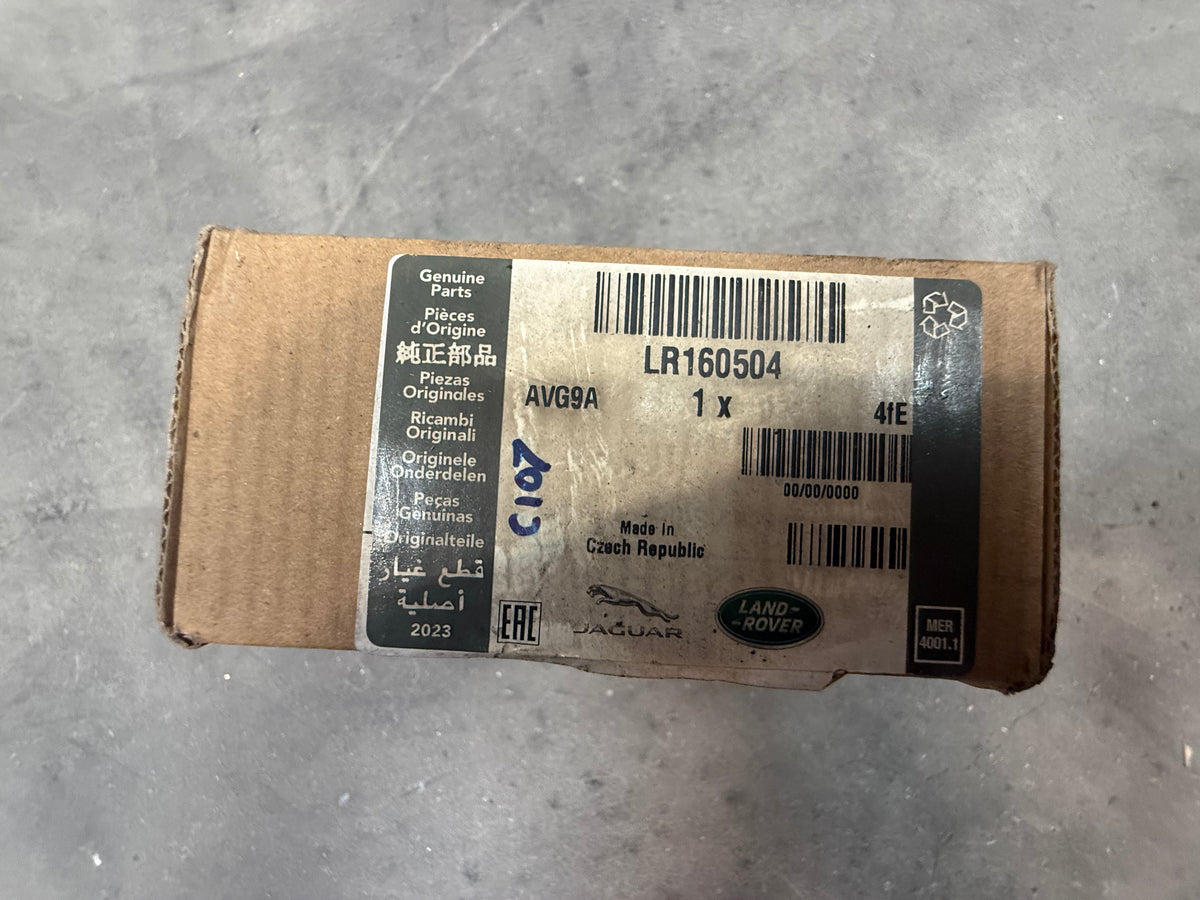 Genuine
Parts
Pièces
d'Origine
純正部品
Piezas
Originales
Ricambi
Originali
Originele
Onderdelen
Peças
Genuínas
Originalteile
قطع غيار
أصلية
2023
LR160504
AVG9A
1 x
4fE
00/00/0000
C107
Made in
Czech Republic
EAC
JAGUAR
LAND-
-ROVER
MER
4001.1